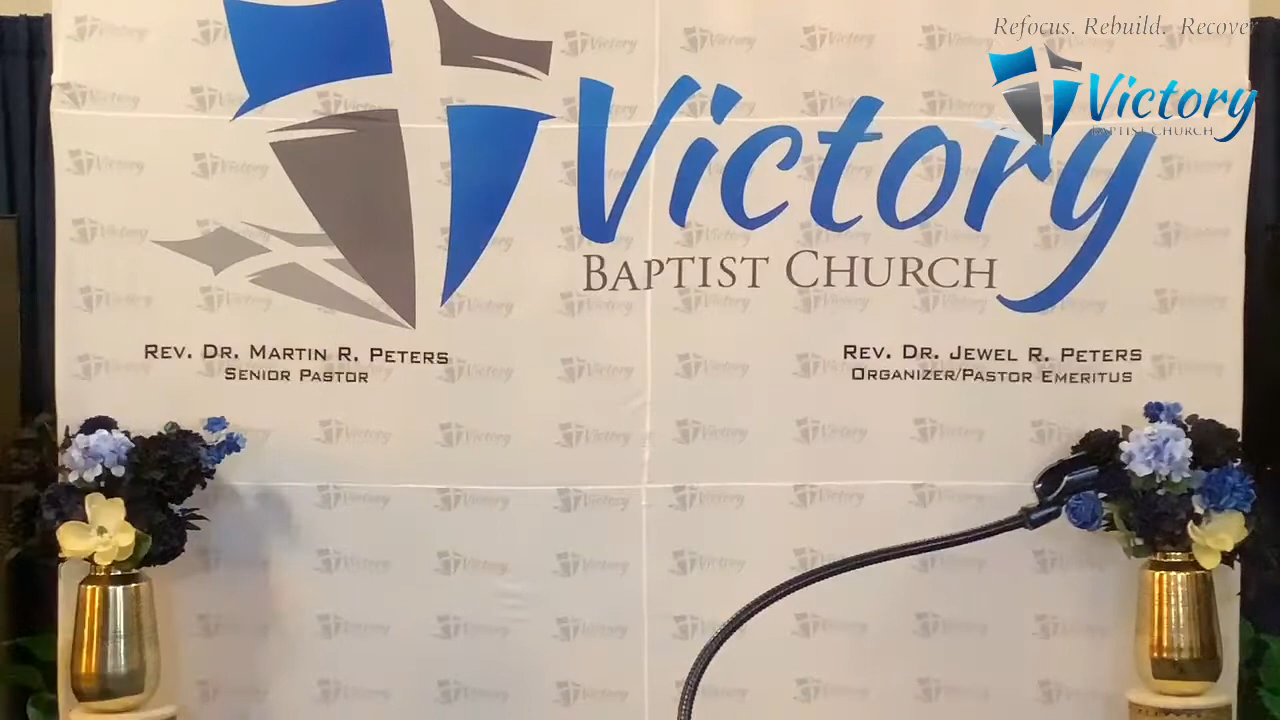 Refocus. Rebuild. Recover
Victory
BAPTIST CHURCH
Victory
BAPTIST CHURCH
REV. DR. MARTIN R. PETERS
SENIOR PASTOR
REV. DR. JEWEL R. PETERS
ORGANIZER/PASTOR EMERITUS